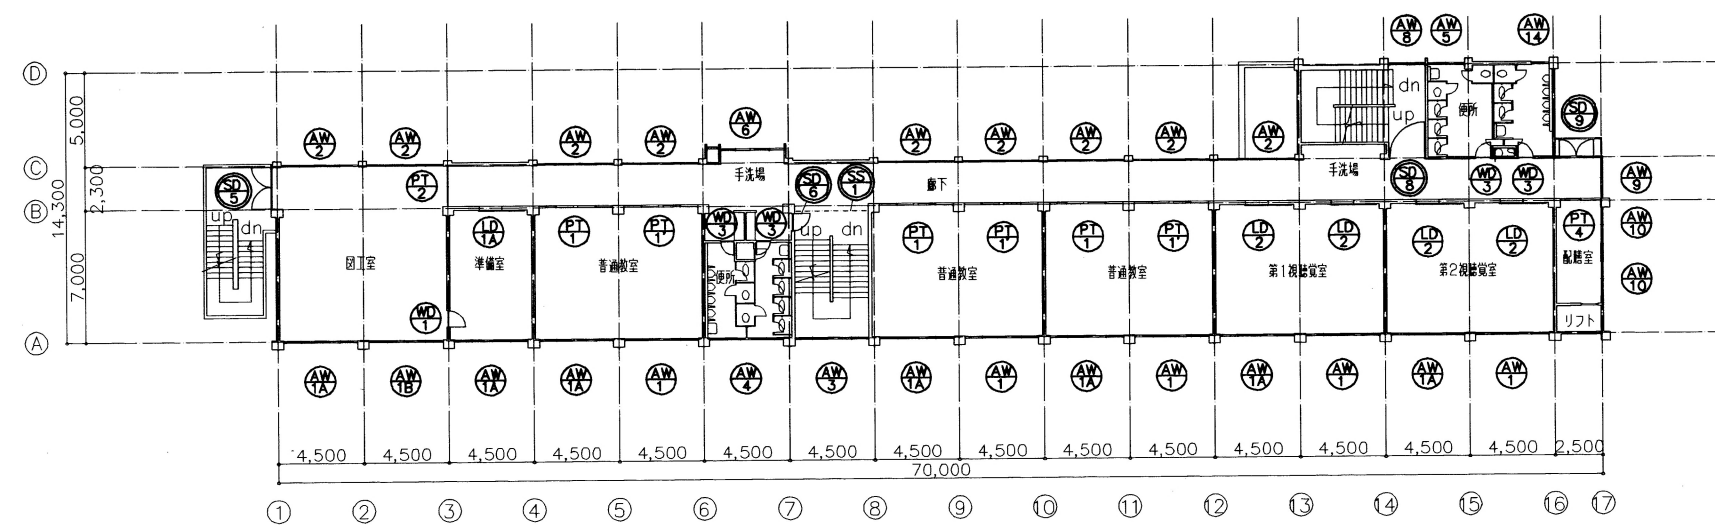 AW 8
AW 5
AW 14
D
5,000
AW 2
AW 2
AW 2
AW 2
AW 6
AW 2
AW 2
AW 2
AW 2
AW 2
dn
up
便所
SD 9
C
2,300
14,300
SD 5
PT 2
手洗場
SD 6
SS 1
廊下
手洗場
SD 8
WD 3
WD 3
AW 9
B
up
dn
LD 1A
PT 1
PT 1'
WD 3
WD 3
up
dn
PT 1
PT 1'
PT 1
PT 1'
LD 2
LD 2
LD 2
LD 2
PT 4
AW 10
7,000
図工室
準備室
普通教室
便所
普通教室
普通教室
第1視聴覚室
第2視聴覚室
配膳室
AW 10
WD 1
リフト
A
AW 1A
AW 1B
AW 1A
AW 1A
AW 1
AW 4
AW 3
AW 1A
AW 1
AW 1A
AW 1
AW 1A
AW 1
AW 1A
AW 1
4,500 4,500 4,500 4,500 4,500 4,500 4,500 4,500 4,500 4,500 4,500 4,500 4,500 4,500 4,500 2,500
70,000
1 2 3 4 5 6 7 8 9 10 11 12 13 14 15 16 17